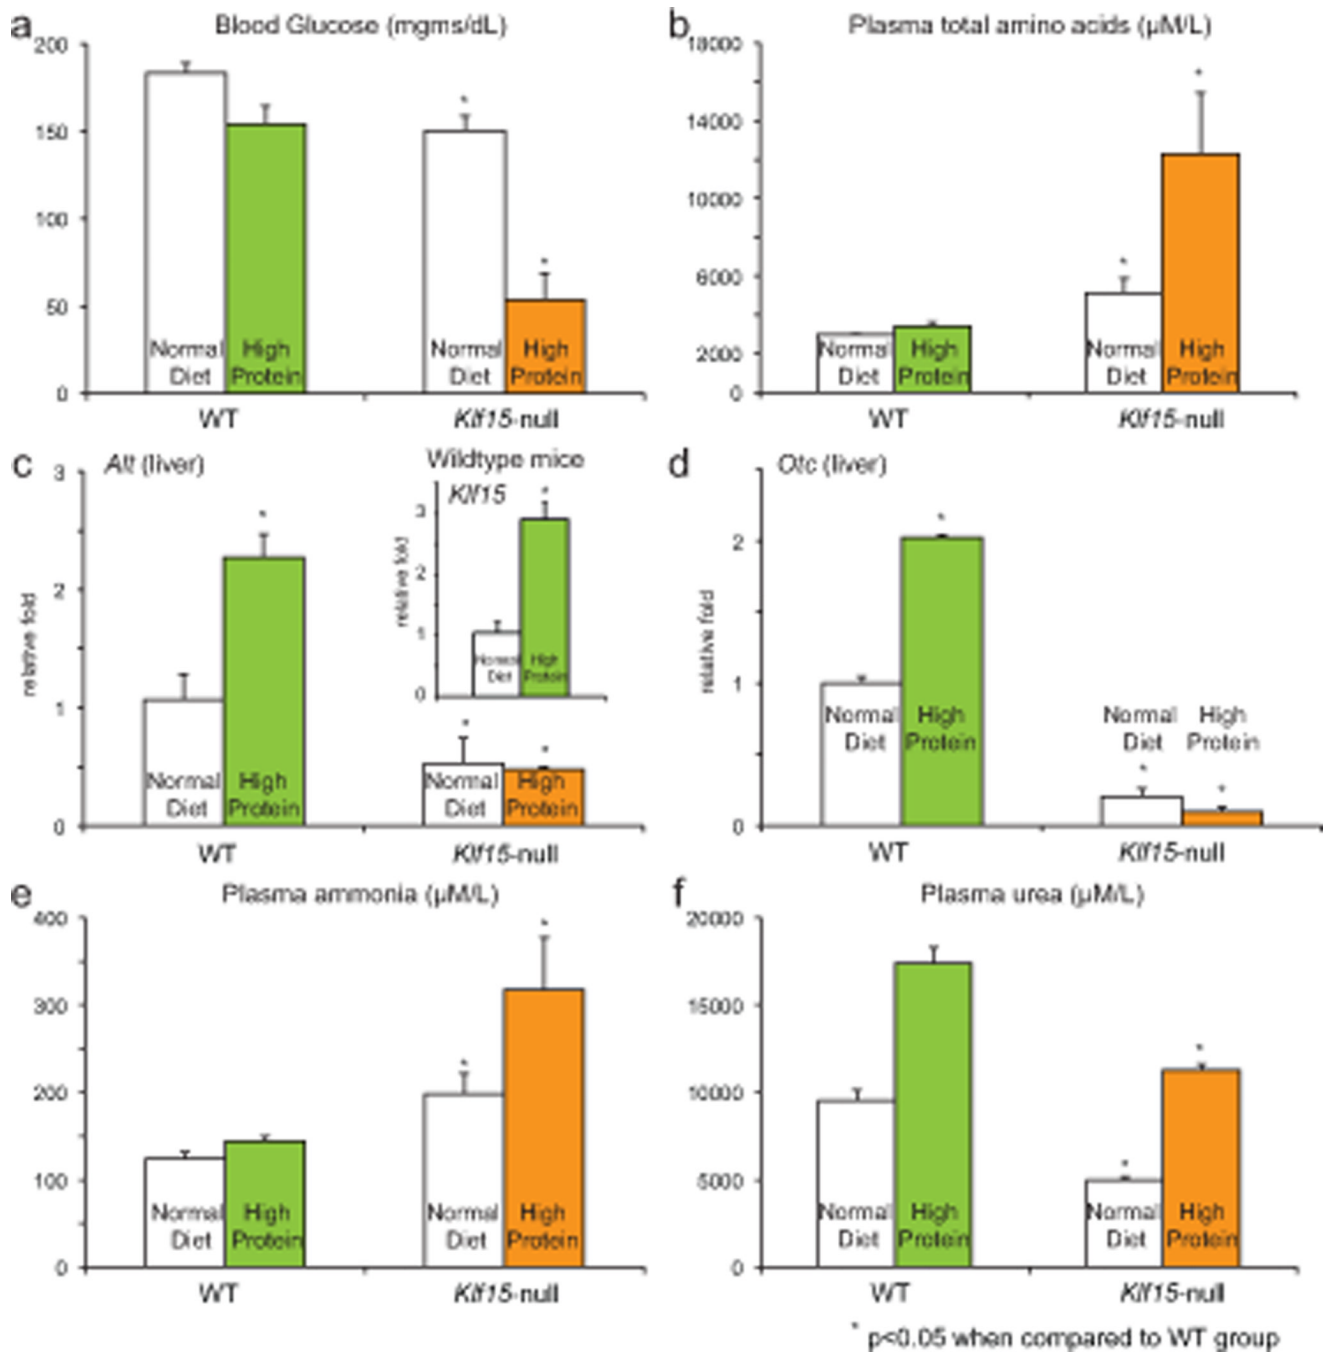 a Blood Glucose (mgms/dL)
200
150
100
50
0
Normal Diet
High Protein
Normal Diet
High Protein
WT
Klf15-null
*
*
b Plasma total amino acids (µM/L)
18000
14000
10000
6000
2000
0
Normal Diet
High Protein
Normal Diet
High Protein
WT
Klf15-null
*
*
c Alt (liver)
relative fold
3
2
1
0
Normal Diet
High Protein
Normal Diet
High Protein
WT
Klf15-null
*
*
*
Wildtype mice
Klf15
relative fold
3
2
1
0
Normal Diet
High Protein
*
d Otc (liver)
relative fold
2
1
0
Normal Diet
High Protein
Normal Diet
High Protein
WT
Klf15-null
*
*
*
e Plasma ammonia (µM/L)
400
300
200
100
0
Normal Diet
High Protein
Normal Diet
High Protein
WT
Klf15-null
*
*
f Plasma urea (µM/L)
20000
15000
10000
5000
0
Normal Diet
High Protein
Normal Diet
High Protein
WT
Klf15-null
*
*
* p<0.05 when compared to WT group